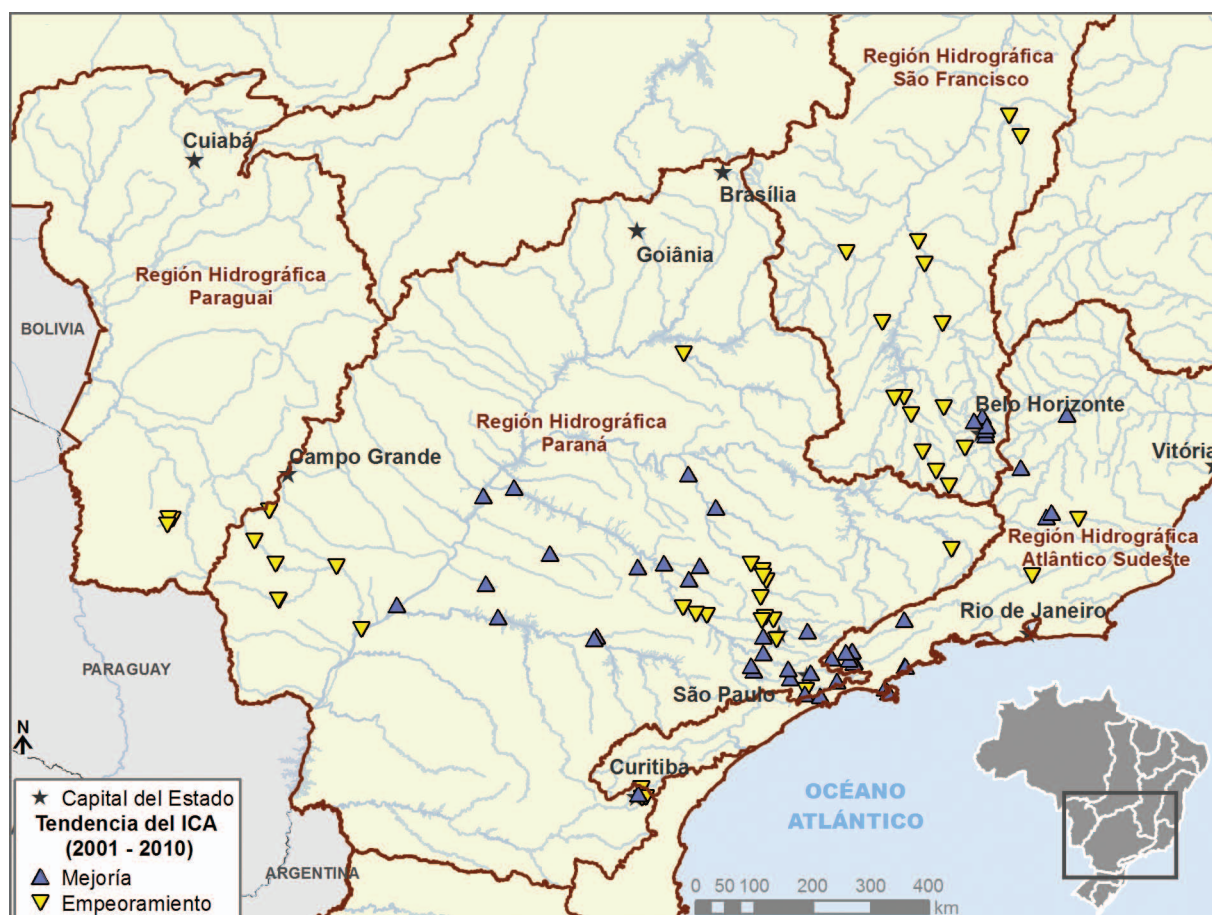 Región Hidrográfica
São Francisco
Cuiabá
Brasília
Goiânia
Región Hidrográfica
Paraguai
BOLIVIA
Región Hidrográfica
Paraná
Belo Horizonte
Campo Grande
Vitória
Región Hidrográfica
Atlântico Sudeste
Rio de Janeiro
PARAGUAY
São Paulo
N
Curitiba
OCÉANO
ATLÁNTICO
Capital del Estado
Tendencia del ICA
(2001 - 2010)
Mejoría
Empeoramiento
ARGENTINA
0 50 100 200 300 400
km